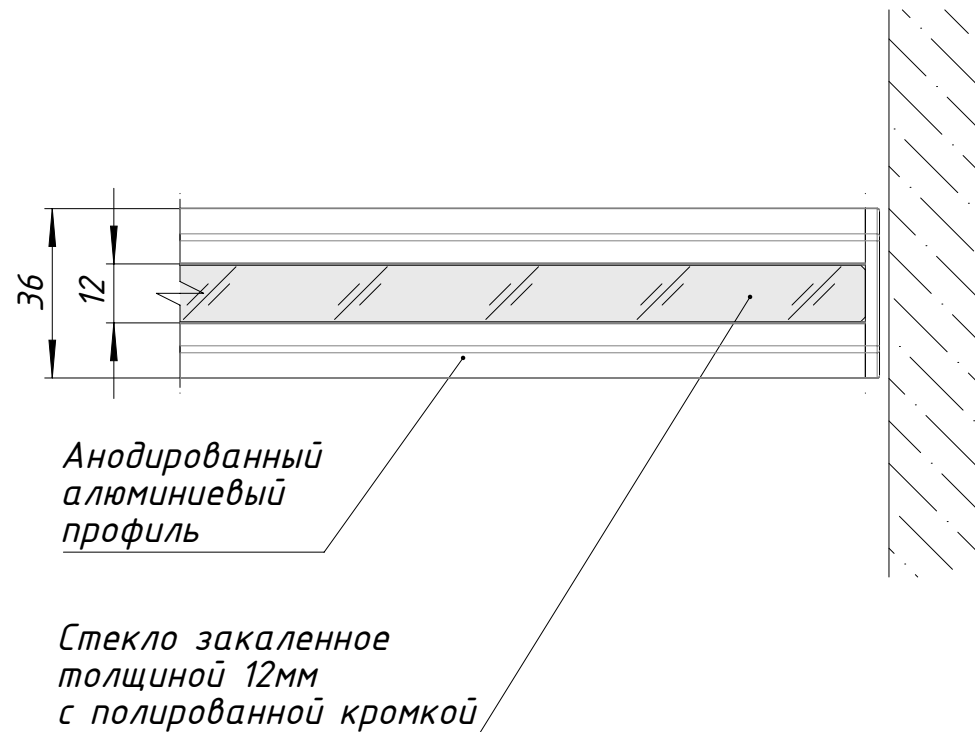 36
12
Анодированный
алюминиевый
профиль
Стекло закаленное
толщиной 12мм
с полированной кромкой